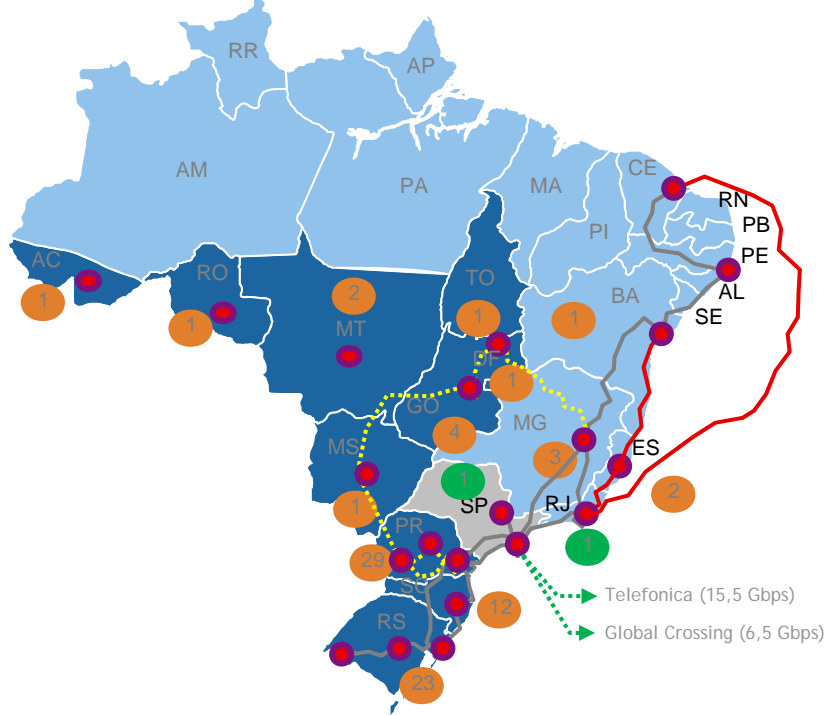 RR
AP
AM
PA
MA
CE
RN
PI
PB
PE
AL
AC
RO
TO
BA
SE
1
1
2
MT
1
1
DF
1
GO
4
MG
MS
3
ES
1
SP
RJ
2
1
PR
1
29
SC
12
RS
23
Telefonica (15,5 Gbps)
Global Crossing (6,5 Gbps)